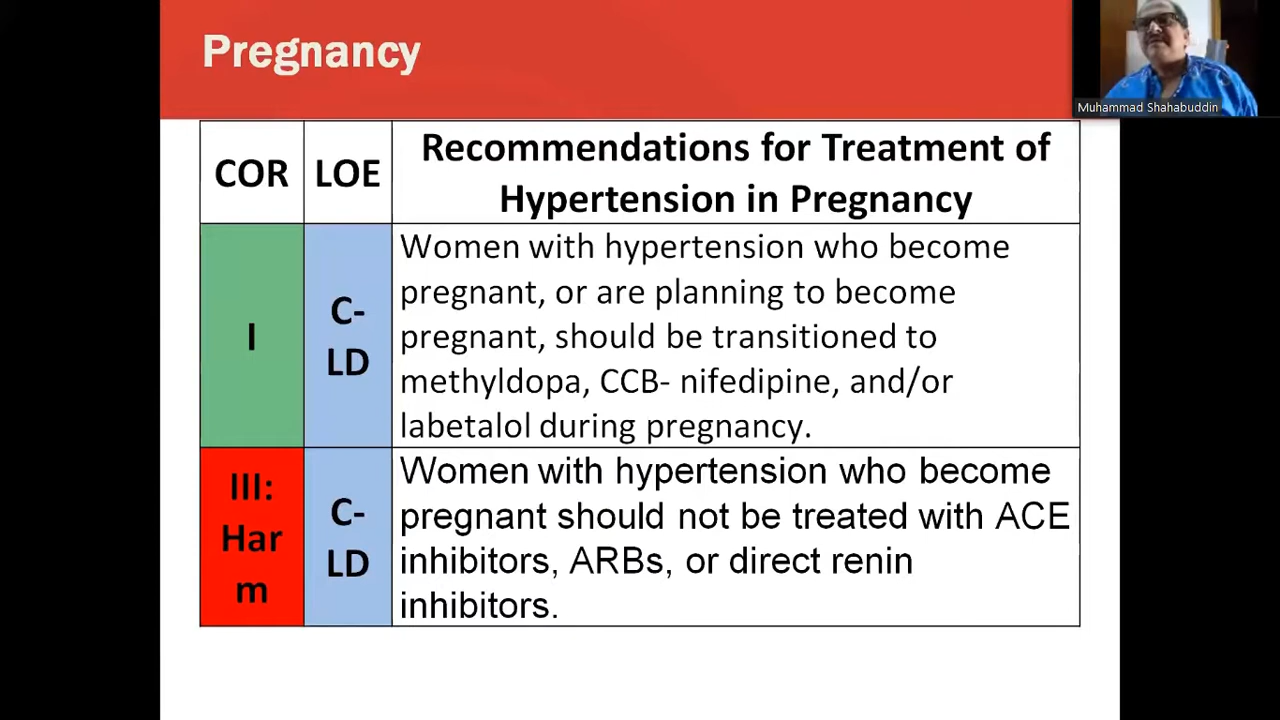 Pregnancy
Muhammad Shahabuddin
COR
LOE
Recommendations for Treatment of
Hypertension in Pregnancy
I
C-
LD
Women with hypertension who become
pregnant, or are planning to become
pregnant, should be transitioned to
methyldopa, CCB- nifedipine, and/or
labetalol during pregnancy.
III:
Har
m
C-
LD
Women with hypertension who become
pregnant should not be treated with ACE
inhibitors, ARBs, or direct renin
inhibitors.